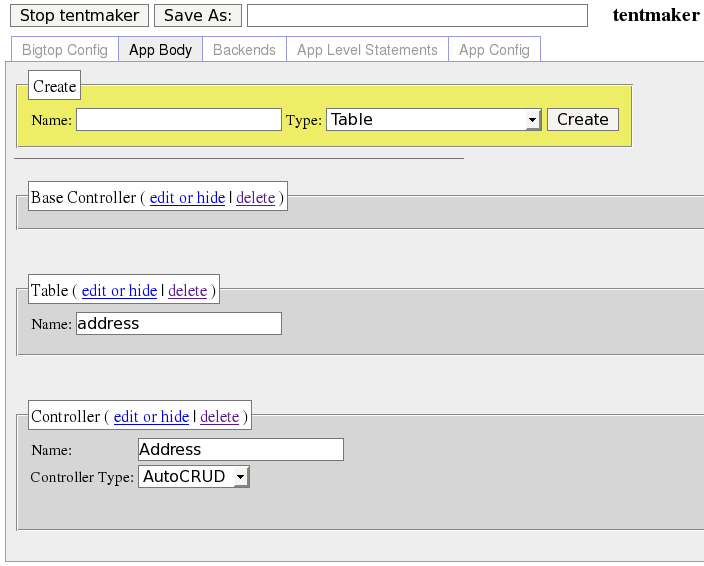 Stop tentmaker Save As: tentmaker
Bigtop Config App Body Backends App Level Statements App Config
Create
Name: Type: Table Create
Base Controller ( edit or hide | delete )
Table ( edit or hide | delete )
Name: address
Controller ( edit or hide | delete )
Name: Address
Controller Type: AutoCRUD